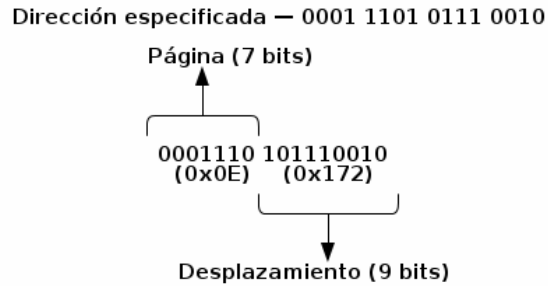 Dirección especificada — 0001 1101 0111 0010
Página (7 bits)
0001110 101110010
(0x0E) (0x172)
Desplazamiento (9 bits)